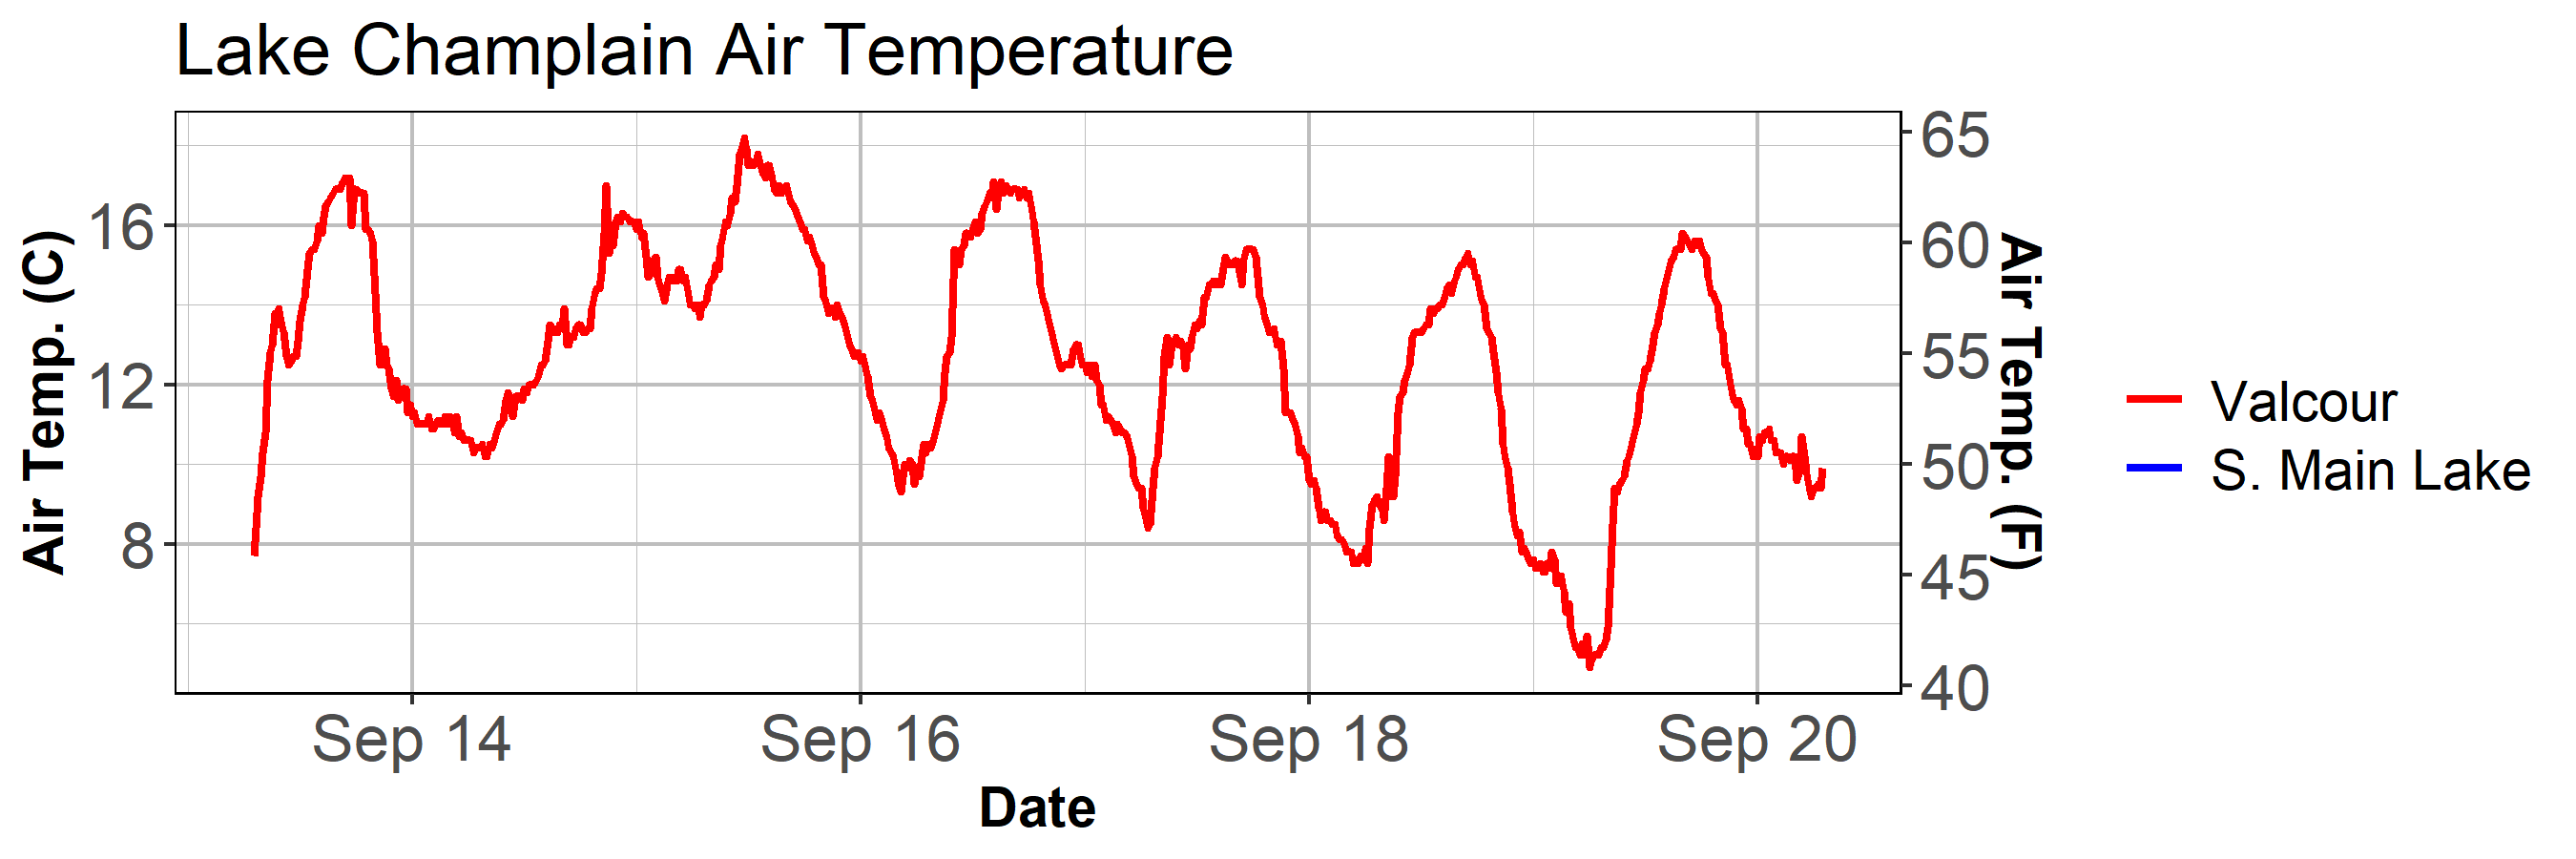 Lake Champlain Air Temperature
Air Temp. (C)
16
12
8
65
60
55
50
45
40
Air Temp. (F)
Sep 14 Sep 16 Sep 18 Sep 20
Date
Valcour
S. Main Lake